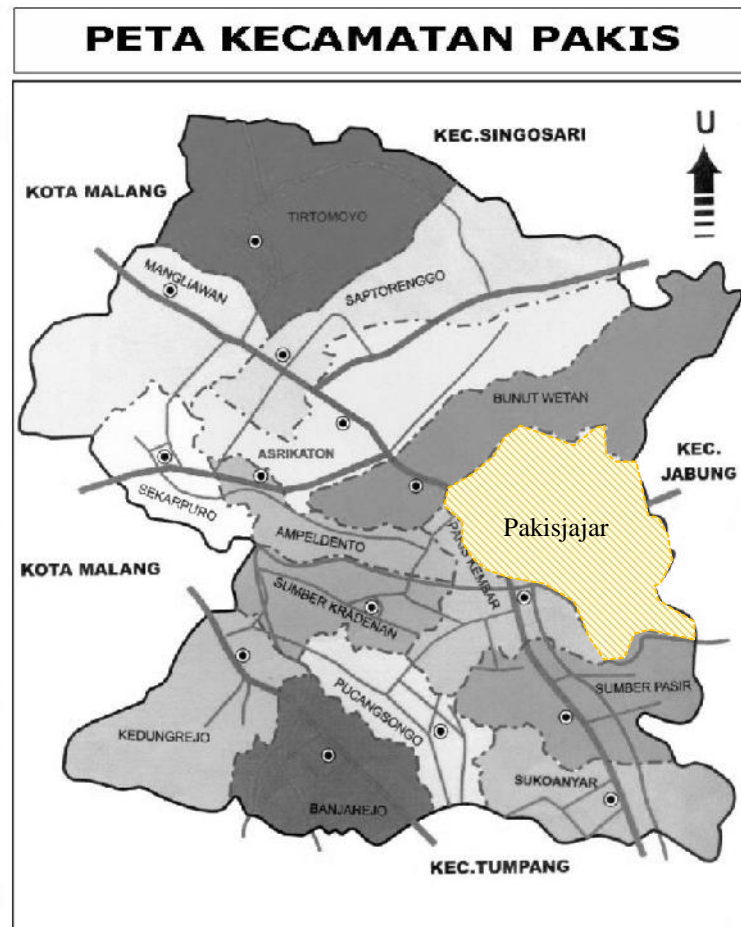 PETA KECAMATAN PAKIS
KEC.SINGOSARI
U
KOTA MALANG
TIRTOMOYO
MANGLIAWAN
SAPTORENGGO
BUNUT WETAN
ASRIKATON
KEC.
JABUNG
SEKARPURO
Pakisjajar
AMPELDENTO
PAKIS KEMBAR
KOTA MALANG
SUMBER KRADENAN
PUCANGSONGO
SUMBER PASIR
KEDUNGREJO
SUKOANYAR
BANJAREJO
KEC.TUMPANG